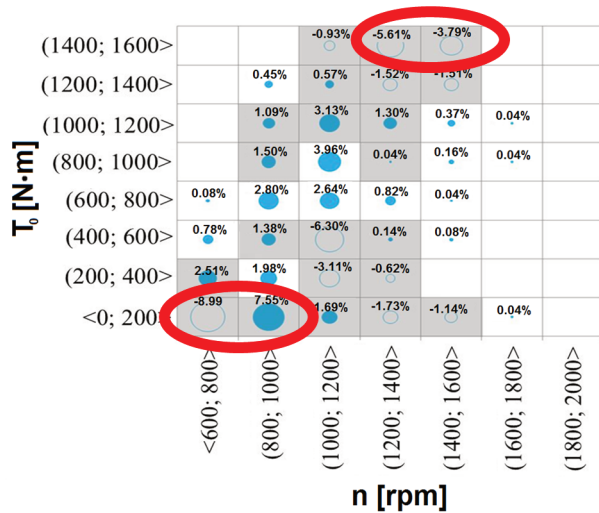 T0 [N·m]
(1400; 1600> -0.93% -5.61% -3.79%
(1200; 1400> 0.45% 0.57% -1.52% -1.51%
(1000; 1200> 1.09% 3.13% 1.30% 0.37% 0.04%
(800; 1000> 1.50% 3.96% 0.04% 0.16% 0.04%
(600; 800> 0.08% 2.80% 2.64% 0.82% 0.04%
(400; 600> 0.78% 1.38% -6.30% 0.14% 0.08%
(200; 400> 2.51% 1.98% -3.11% -0.62%
<0; 200> -8.99 7.55% 1.69% -1.73% -1.14% 0.04%
<600; 800>
(800; 1000>
(1000; 1200>
(1200; 1400>
(1400; 1600>
(1600; 1800>
(1800; 2000>
n [rpm]